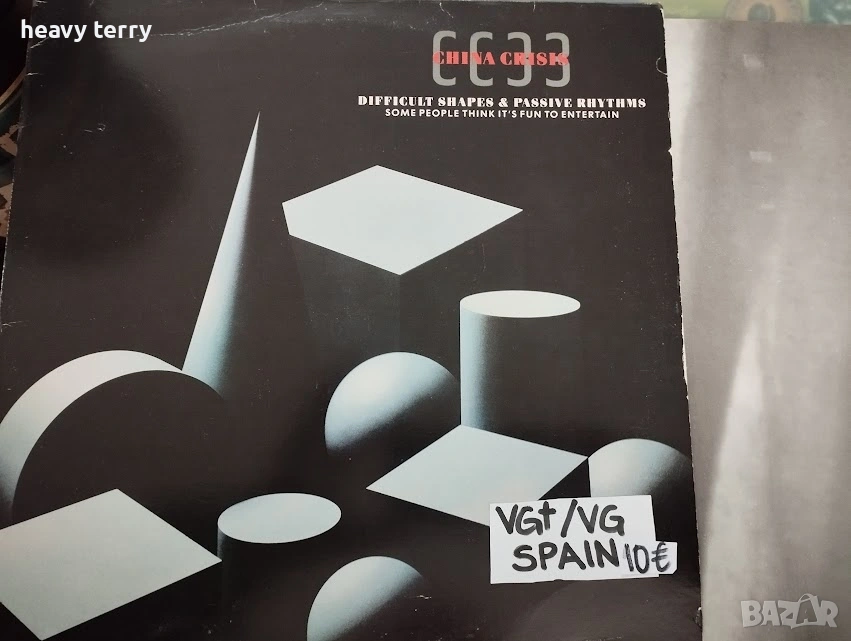 heavy terry
CHINA CRISIS
DIFFICULT SHAPES & PASSIVE RHYTHMS
SOME PEOPLE THINK IT'S FUN TO ENTERTAIN
VG+/VG
SPAIN 10€
BAZAR